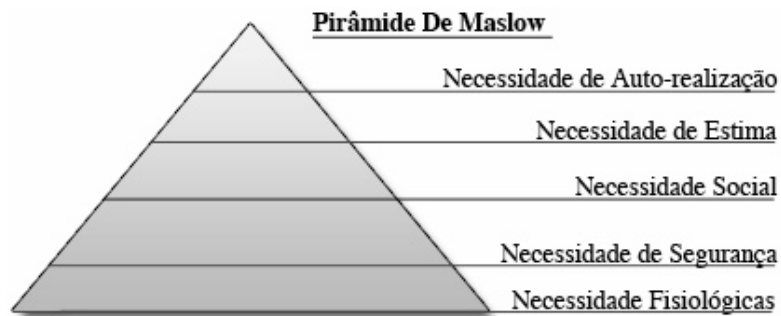 Pirâmide De Maslow
Necessidade de Auto-realização
Necessidade de Estima
Necessidade Social
Necessidade de Segurança
Necessidade Fisiológicas